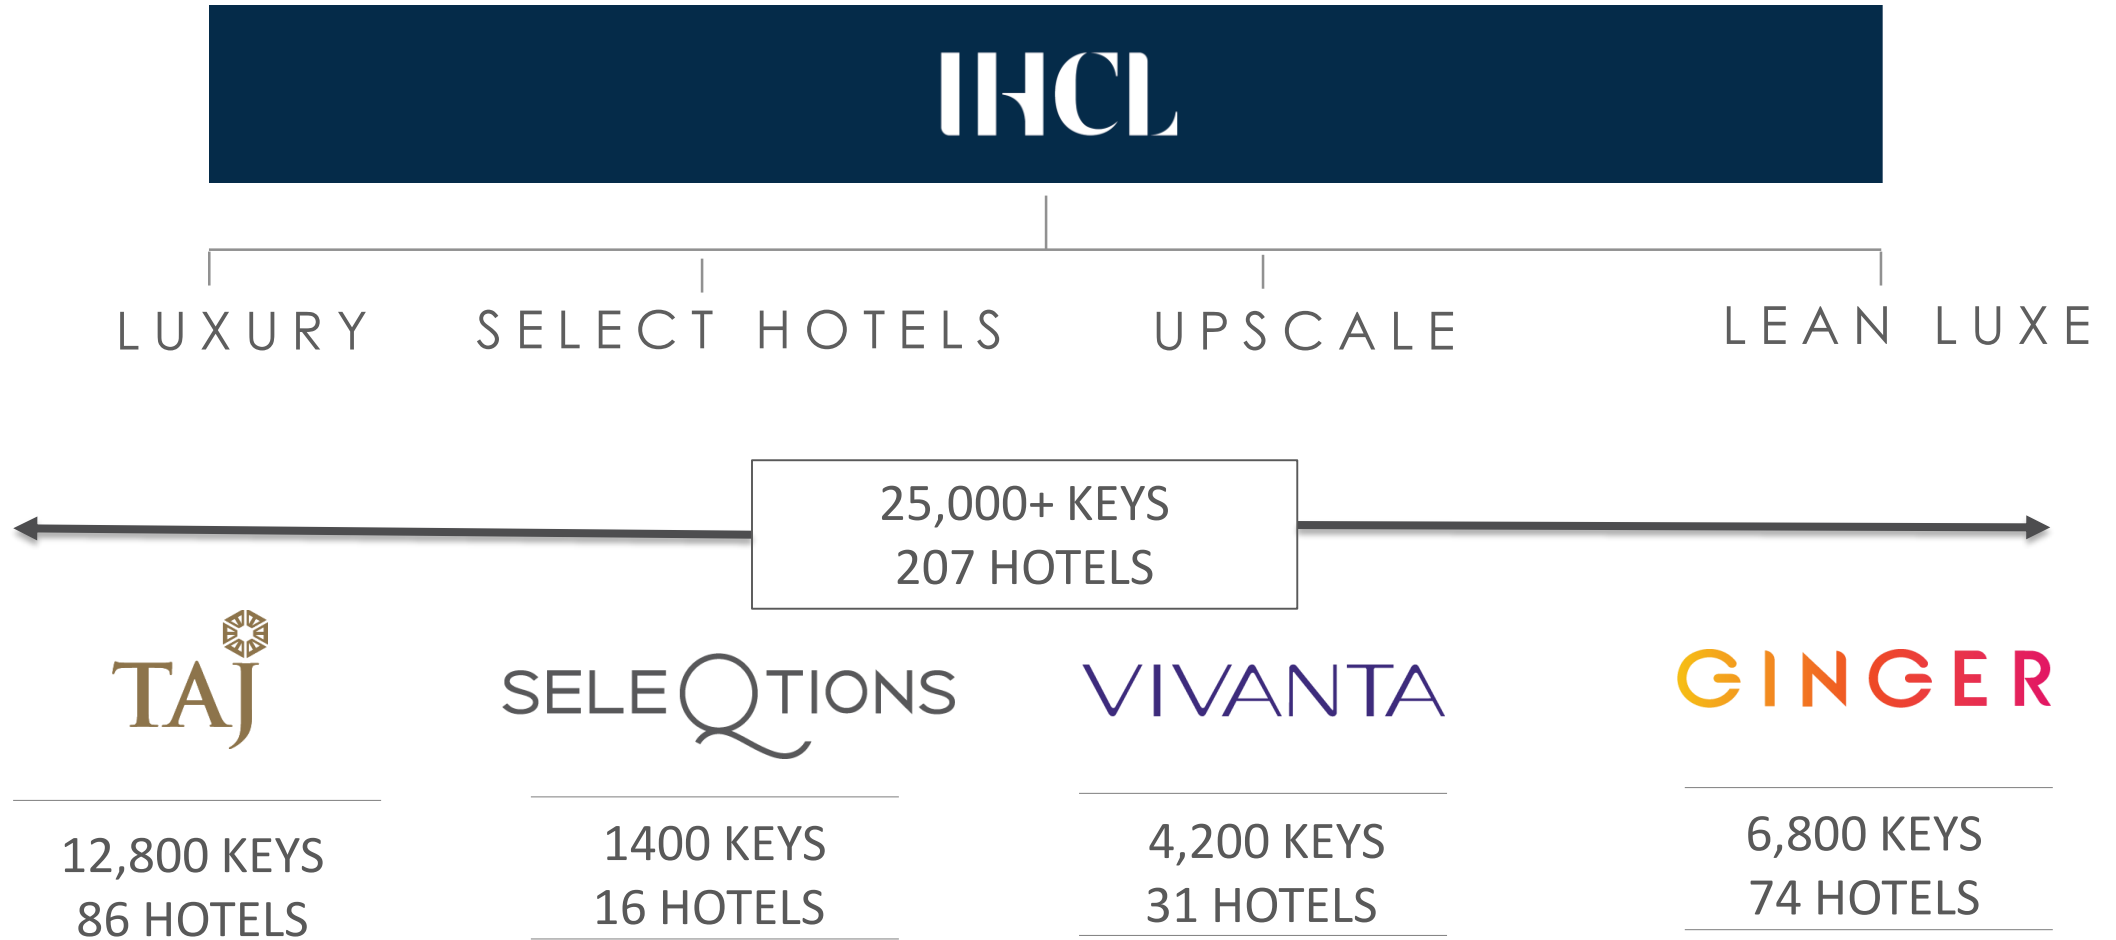 IHCL
LUXURY
SELECT HOTELS
UPSCALE
LEAN LUXE
25,000+ KEYS
207 HOTELS
TAJ
SELEQTIONS
VIVANTA
GINGER
12,800 KEYS
86 HOTELS
1400 KEYS
16 HOTELS
4,200 KEYS
31 HOTELS
6,800 KEYS
74 HOTELS